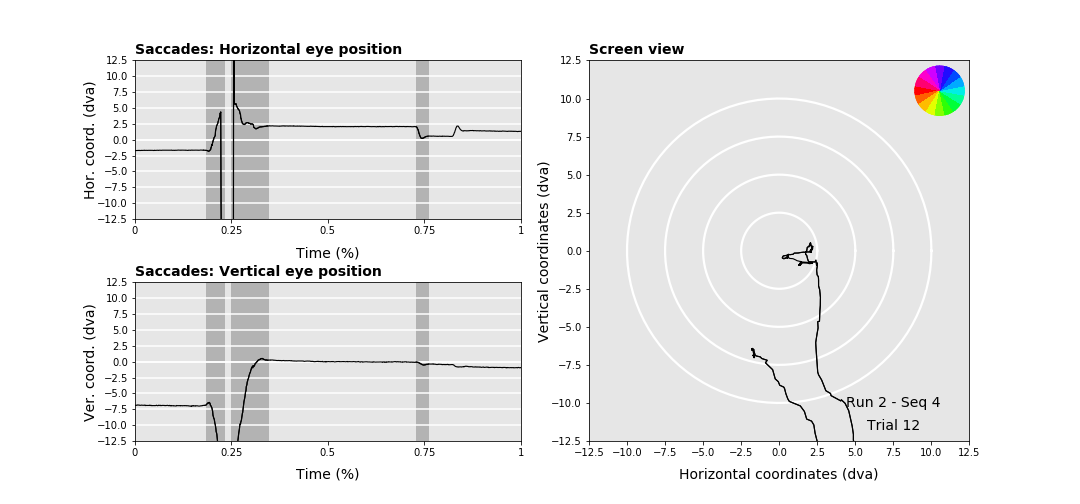 Saccades: Horizontal eye position
12.5
10.0
7.5
5.0
2.5
0.0
−2.5
−5.0
−7.5
−10.0
−12.5
Hor. coord. (dva)
0 0.25 0.5 0.75 1
Time (%)
Saccades: Vertical eye position
12.5
10.0
7.5
5.0
2.5
0.0
−2.5
−5.0
−7.5
−10.0
−12.5
Ver. coord. (dva)
0 0.25 0.5 0.75 1
Time (%)
Screen view
12.5
10.0
7.5
5.0
2.5
0.0
−2.5
−5.0
−7.5
−10.0
−12.5
Vertical coordinates (dva)
Run 2 - Seq 4
Trial 12
−12.5 −10.0 −7.5 −5.0 −2.5 0.0 2.5 5.0 7.5 10.0 12.5
Horizontal coordinates (dva)